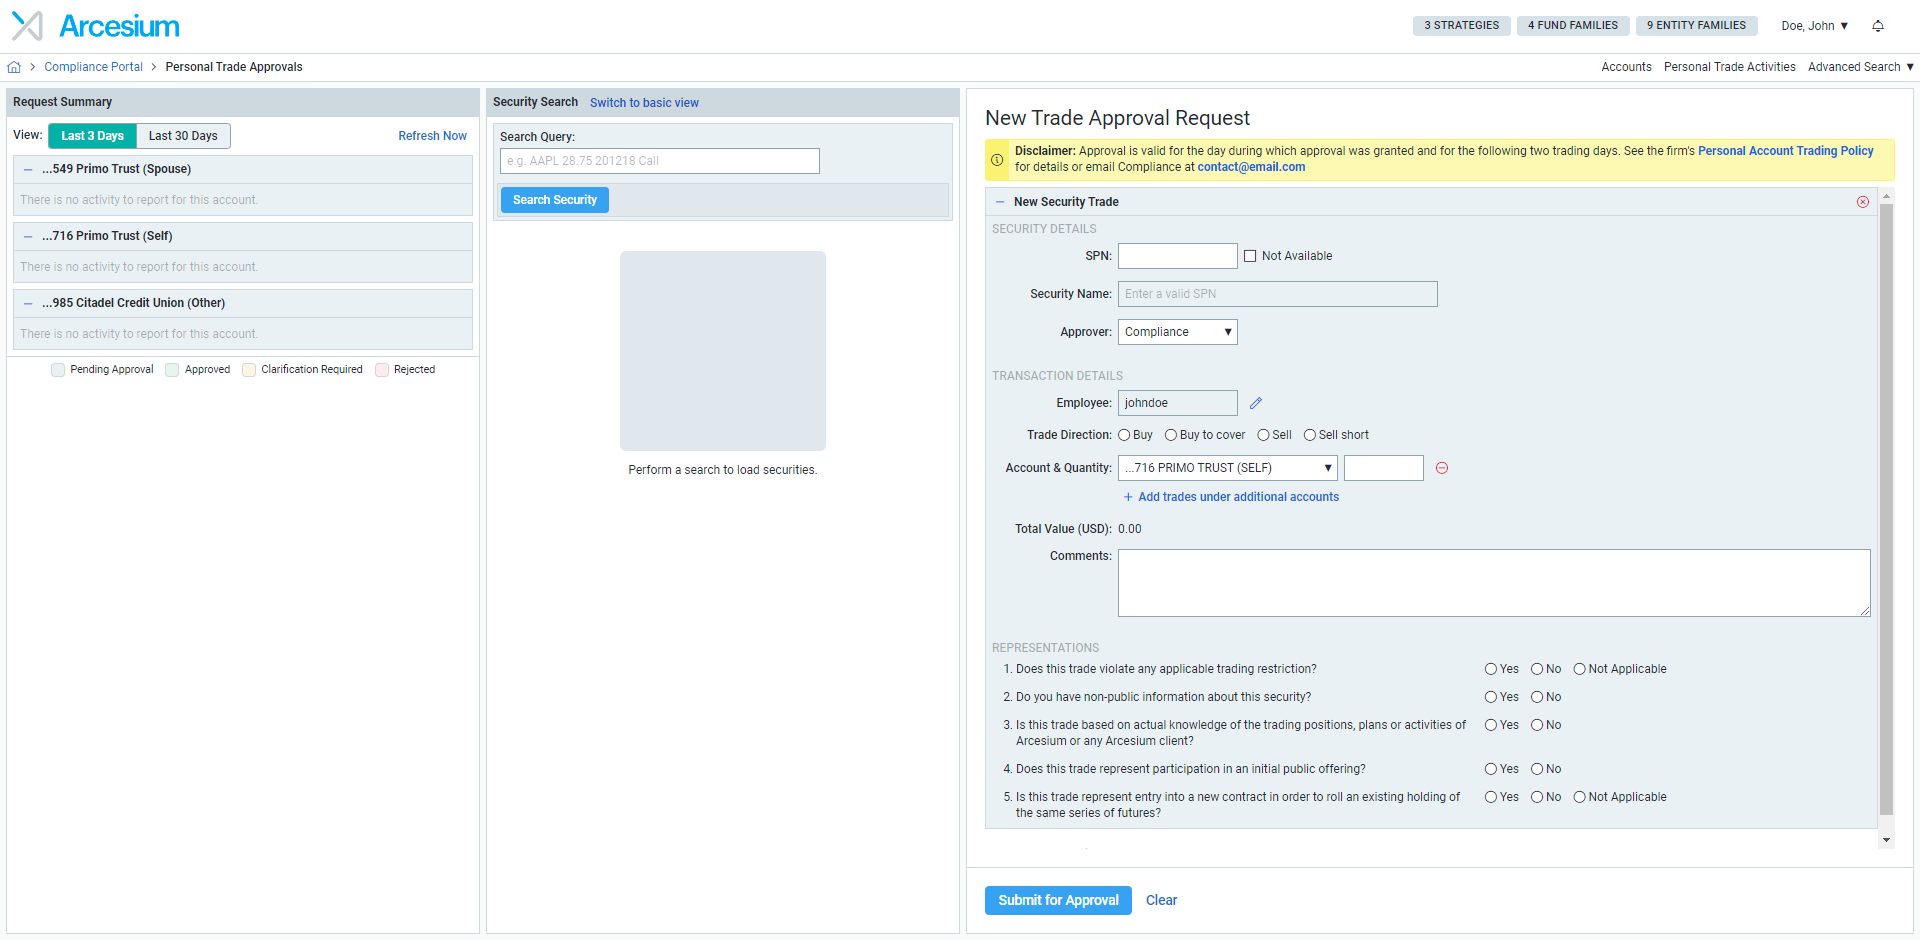 Arcesium
3 STRATEGIES 4 FUND FAMILIES 9 ENTITY FAMILIES Doe, John
Compliance Portal Personal Trade Approvals
Accounts Personal Trade Activities Advanced Search
Request Summary
View: Last 3 Days Last 30 Days Refresh Now
...549 Primo Trust (Spouse)
There is no activity to report for this account.
...716 Primo Trust (Self)
There is no activity to report for this account.
...985 Citadel Credit Union (Other)
There is no activity to report for this account.
Pending Approval Approved Clarification Required Rejected
Security Search Switch to basic view
Search Query:
e.g. AAPL 28.75 201218 Call
Search Security
Perform a search to load securities.
New Trade Approval Request
Disclaimer: Approval is valid for the day during which approval was granted and for the following two trading days. See the firm's Personal Account Trading Policy
for details or email Compliance at contact@email.com
New Security Trade
SECURITY DETAILS
SPN: Not Available
Security Name: Enter a valid SPN
Approver: Compliance
TRANSACTION DETAILS
Employee: johndoe
Trade Direction: Buy Buy to cover Sell Sell short
Account & Quantity: ...716 PRIMO TRUST (SELF)
+ Add trades under additional accounts
Total Value (USD): 0.00
Comments:
REPRESENTATIONS
1. Does this trade violate any applicable trading restriction? Yes No Not Applicable
2. Do you have non-public information about this security? Yes No
3. Is this trade based on actual knowledge of the trading positions, plans or activities of Yes No
Arcesium or any Arcesium client?
4. Does this trade represent participation in an initial public offering? Yes No
5. Is this trade represent entry into a new contract in order to roll an existing holding of Yes No Not Applicable
the same series of futures?
Submit for Approval Clear